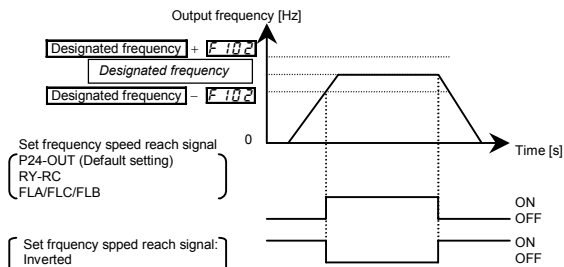 Output frequency [Hz]
Designated frequency + F 102
Designated frequency
Designated frequency − F 102
0
Time [s]
Set frequency speed reach signal
P24-OUT (Default setting)
RY-RC
FLA/FLC/FLB
ON
OFF
Set frquency spped reach signal:
Inverted
ON
OFF